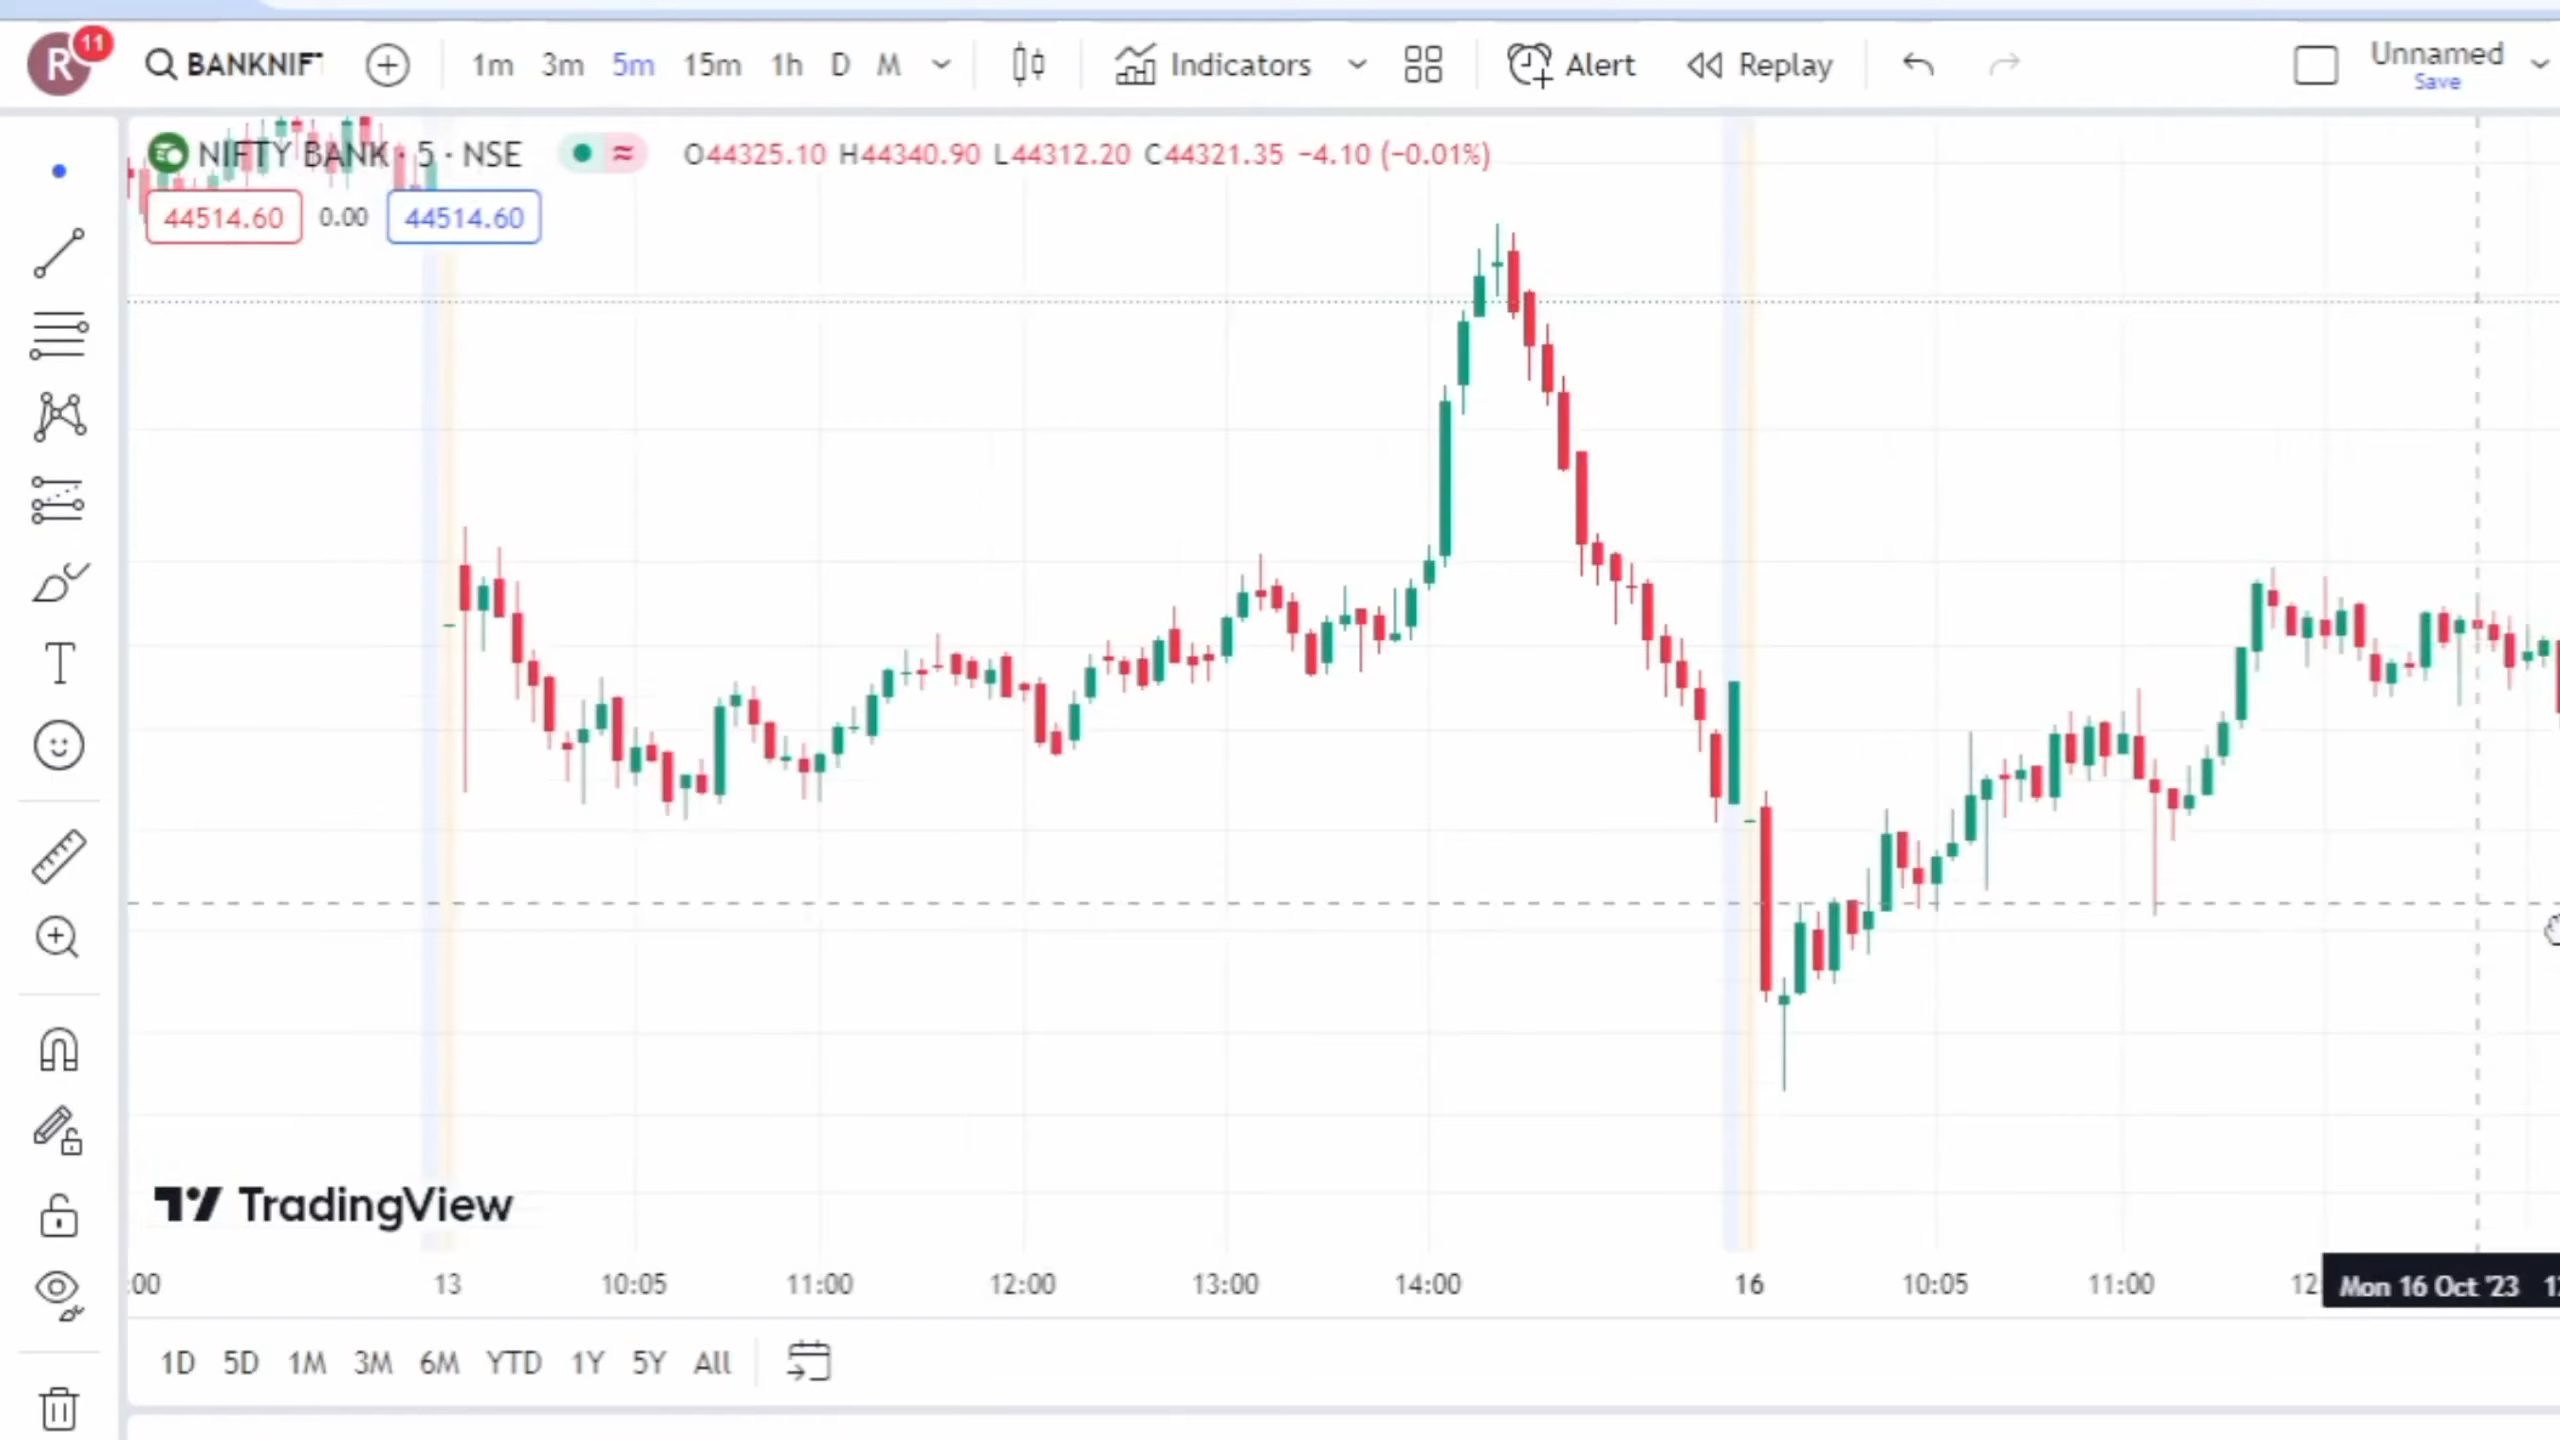 R 11 BANKNIF 1m 3m 5m 15m 1h D M Indicators Alert Replay Unnamed
Save
NIFTY BANK · 5 · NSE O44325.10 H44340.90 L44312.20 C44321.35 −4.10 (−0.01%)
44514.60 0.00 44514.60
TradingView
:00 13 10:05 11:00 12:00 13:00 14:00 16 10:05 11:00 12 Mon 16 Oct '23
1D 5D 1M 3M 6M YTD 1Y 5Y All